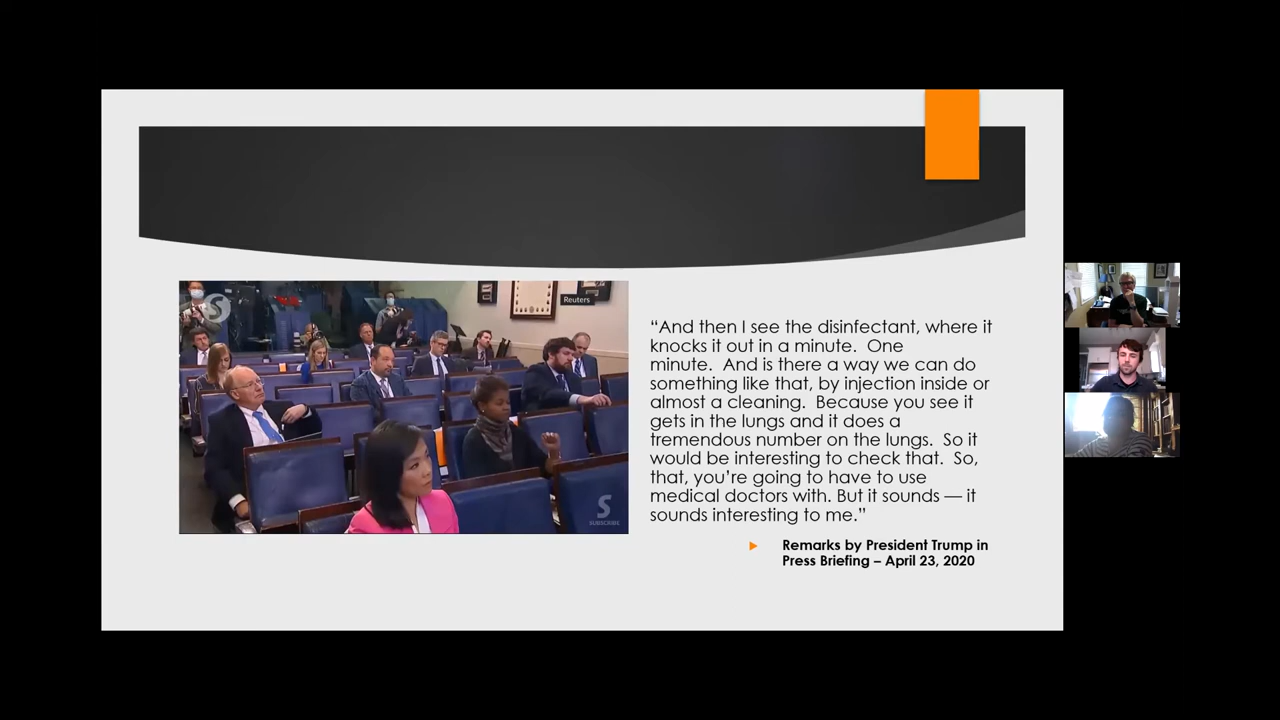 S
Reuters
S
SUBSCRIBE
“And then I see the disinfectant, where it
knocks it out in a minute.  One
minute.  And is there a way we can do
something like that, by injection inside or
almost a cleaning.  Because you see it
gets in the lungs and it does a
tremendous number on the lungs.  So it
would be interesting to check that.  So,
that, you’re going to have to use
medical doctors with. But it sounds — it
sounds interesting to me.”
Remarks by President Trump in
Press Briefing – April 23, 2020